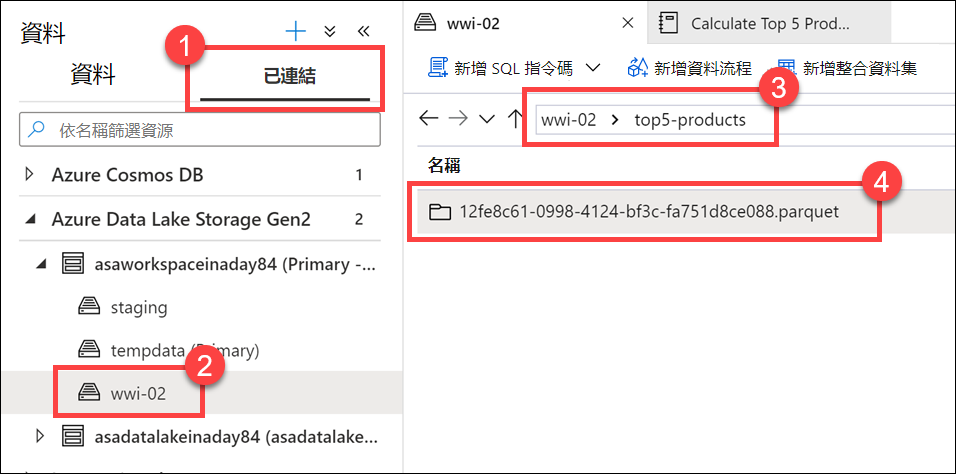 資料
1
資料
已連結
依名稱篩選資源
Azure Cosmos DB 1
Azure Data Lake Storage Gen2 2
asaworkspaceinaday84 (Primary -...
staging
tempdata (Primary)
2
wwi-02
asadatalakeinaday84 (asadatalake...
wwi-02
Calculate Top 5 Prod...
新增 SQL 指令碼
新增資料流程
新增整合資料集
3
wwi-02 > top5-products
名稱
4
12fe8c61-0998-4124-bf3c-fa751d8ce088.parquet